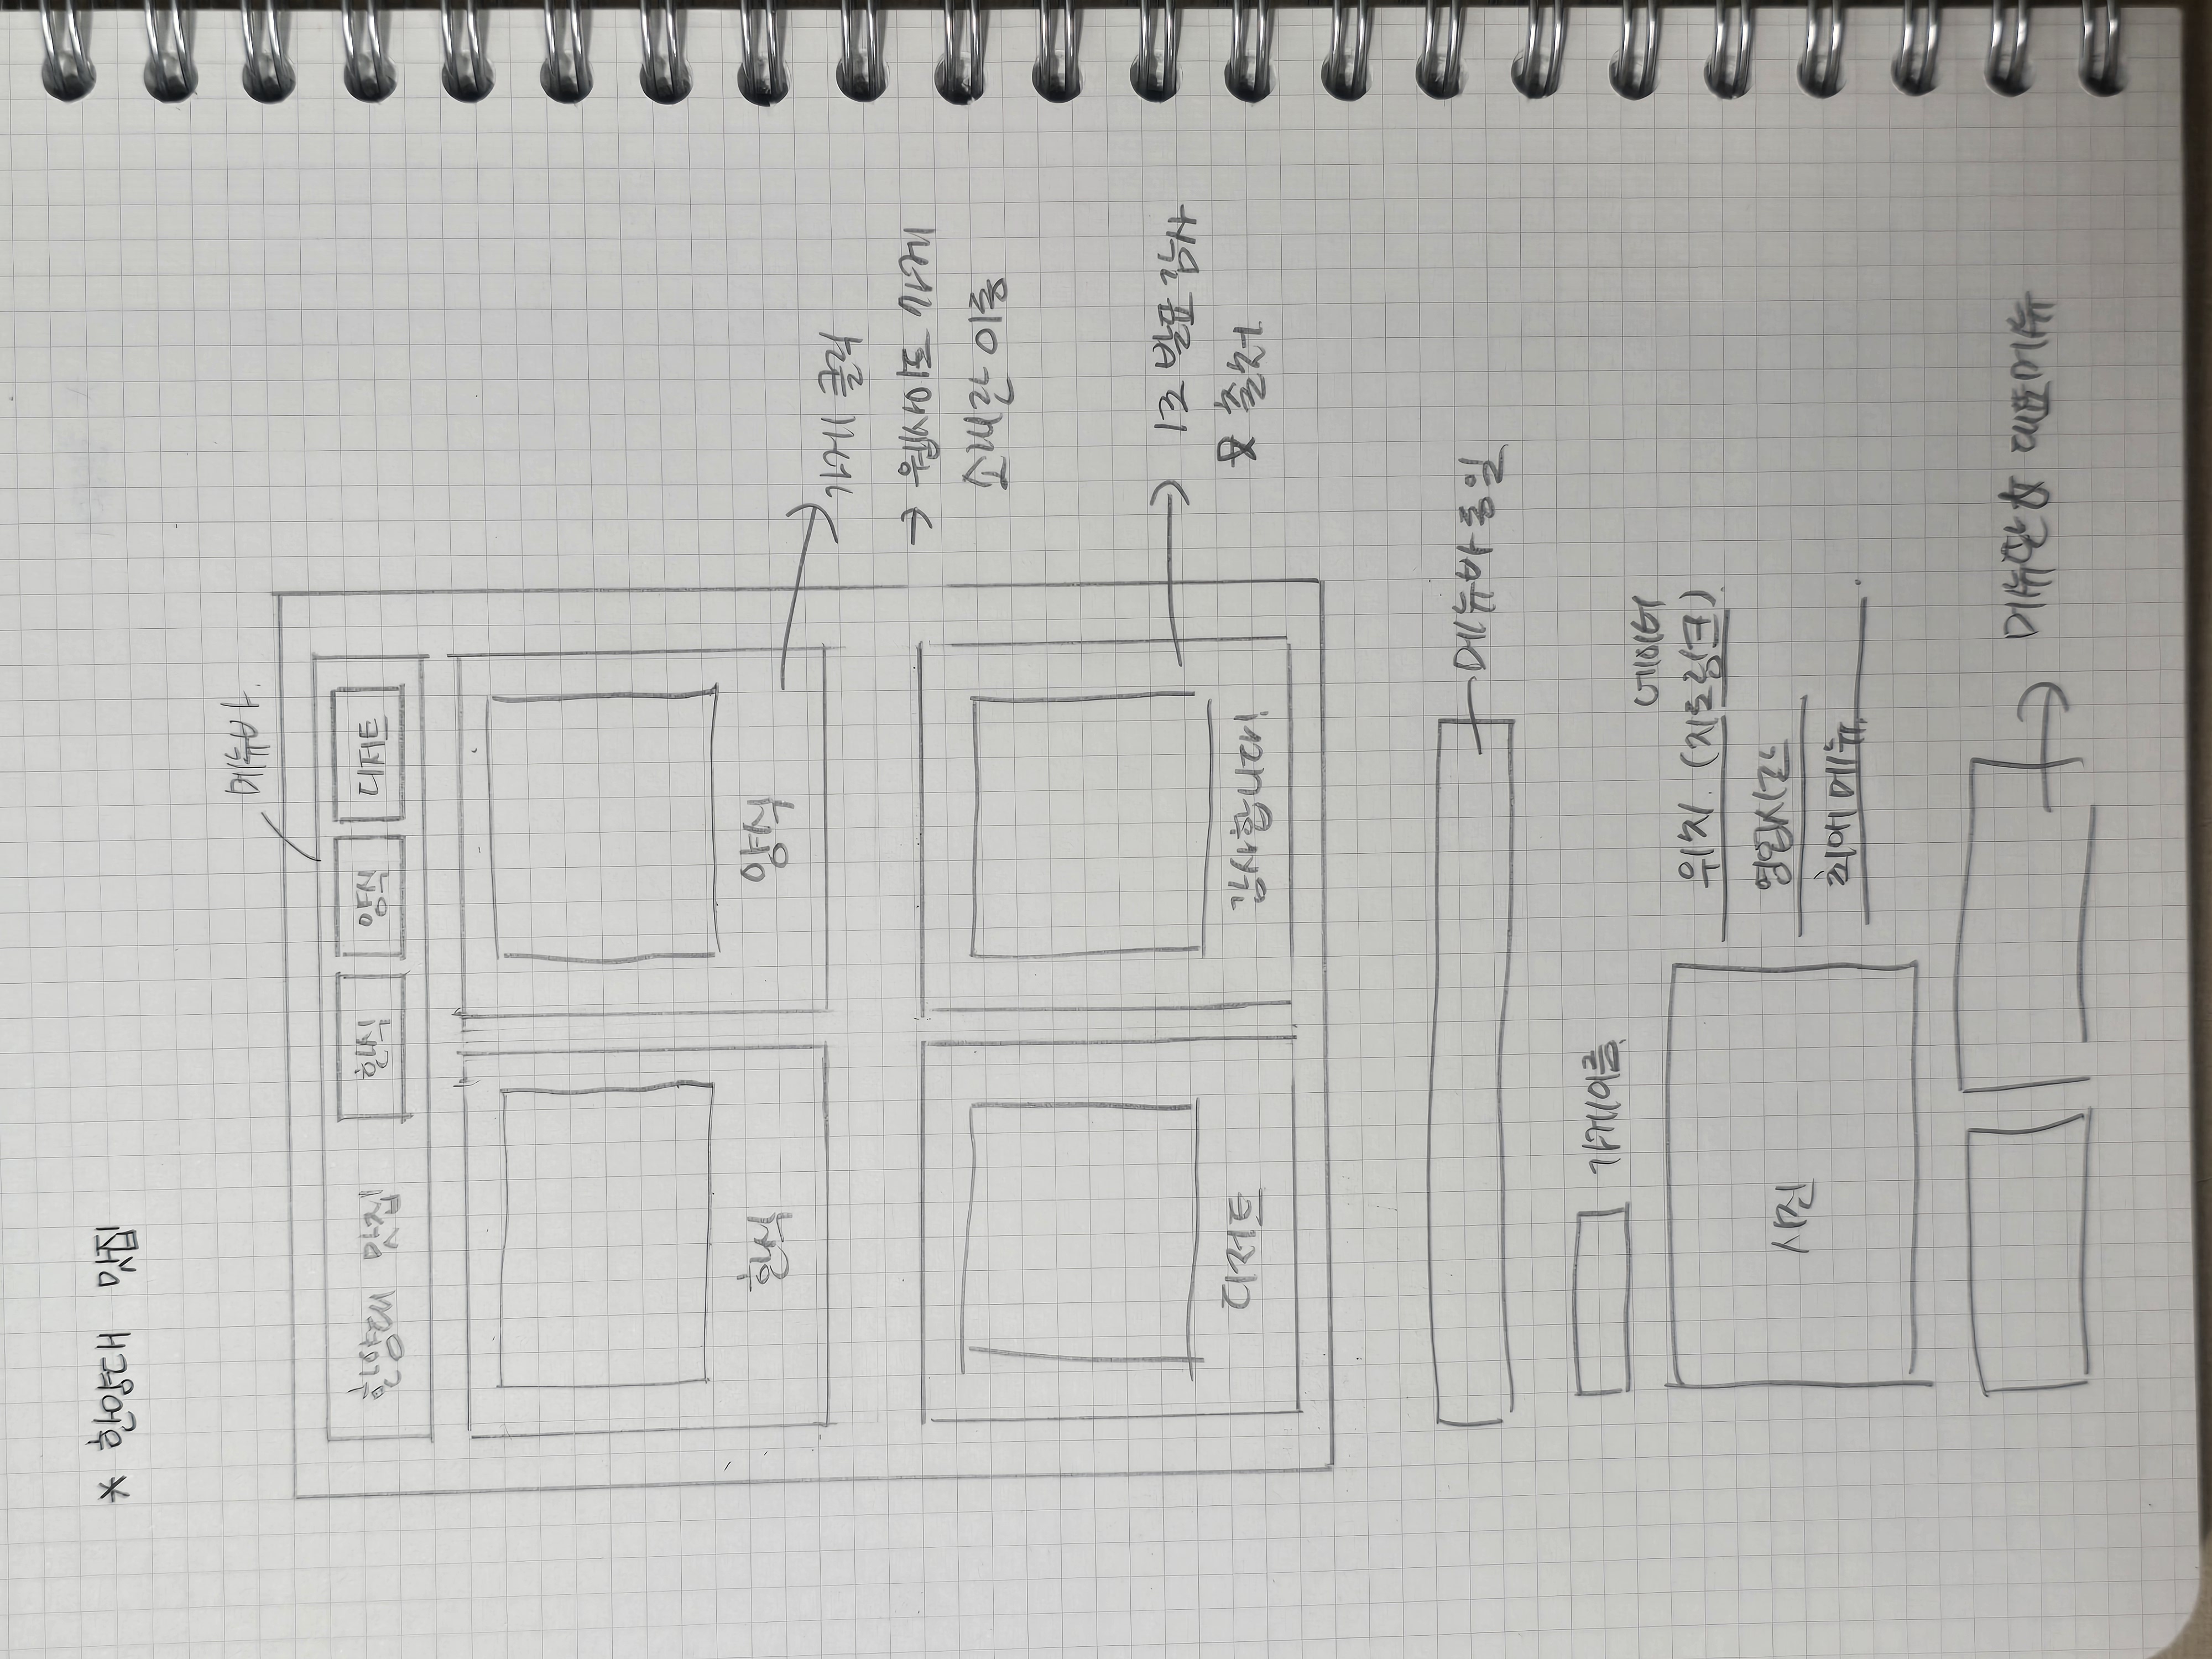 * 한양대 맛집
메뉴바.
한양대 맛집 한식 양식 디저트
한식 양식
가게 클릭
→ 웹사이트 가게
소개란 이동
디저트 감사합니다!
1조 발표 감사
& 출처
메뉴바 동일
가게이름.
네이버
위치. (지도링크).
영업시간
최애메뉴.
사진
메뉴판 & 대표메뉴